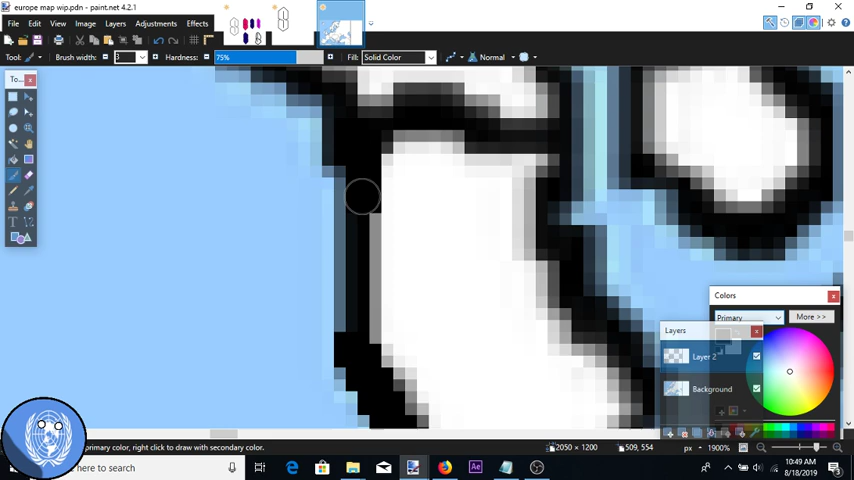 europe map wip.pdn - paint.net 4.2.1
File Edit View Image Layers Adjustments Effects
Tool: Brush width: 3 Hardness: 75% Fill: Solid Color Normal
To...
Colors
Primary More >>
Layers
Layer 2
Background
primary color, right click to draw with secondary color. 2050 × 1200 509, 554 px 1900%
here to search
Ae
10:49 AM
8/18/2019